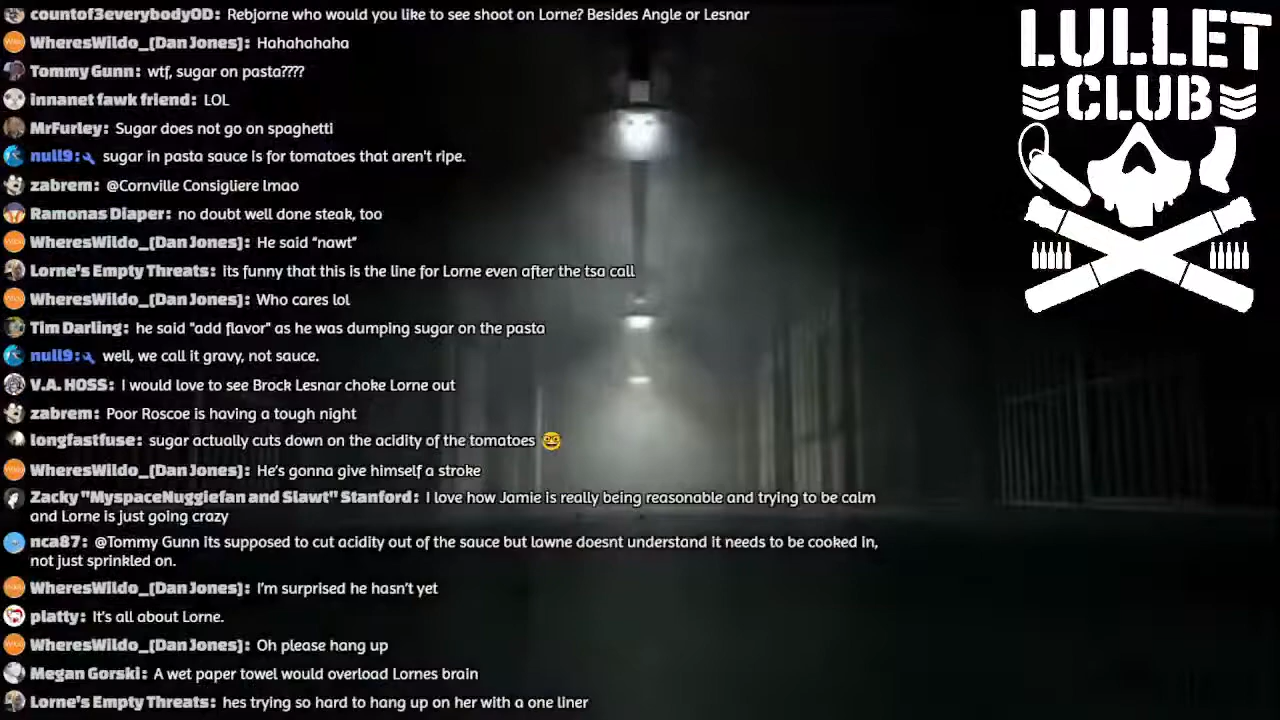 countof3everybodyOD: Rebjorne who would you like to see shoot on Lorne? Besides Angle or Lesnar
WheresWildo_[Dan Jones]: Hahahahaha
Tommy Gunn: wtf, sugar on pasta????
innanet fawk friend: LOL
MrFurley: Sugar does not go on spaghetti
null9: sugar in pasta sauce is for tomatoes that aren't ripe.
zabrem: @Cornville Consigliere lmao
Ramonas Diaper: no doubt well done steak, too
WheresWildo_[Dan Jones]: He said “nawt”
Lorne's Empty Threats: its funny that this is the line for Lorne even after the tsa call
WheresWildo_[Dan Jones]: Who cares lol
Tim Darling: he said "add flavor" as he was dumping sugar on the pasta
null9: well, we call it gravy, not sauce.
V.A. HOSS: I would love to see Brock Lesnar choke Lorne out
zabrem: Poor Roscoe is having a tough night
longfastfuse: sugar actually cuts down on the acidity of the tomatoes 🤓
WheresWildo_[Dan Jones]: He’s gonna give himself a stroke
Zacky "MyspaceNuggiefan and Slawt" Stanford: I love how Jamie is really being reasonable and trying to be calm
and Lorne is just going crazy
nca87: @Tommy Gunn its supposed to cut acidity out of the sauce but lawne doesnt understand it needs to be cooked in,
not just sprinkled on.
WheresWildo_[Dan Jones]: I’m surprised he hasn’t yet
platty: It’s all about Lorne.
WheresWildo_[Dan Jones]: Oh please hang up
Megan Gorski: A wet paper towel would overload Lornes brain
Lorne's Empty Threats: hes trying so hard to hang up on her with a one liner
LULLET
CLUB